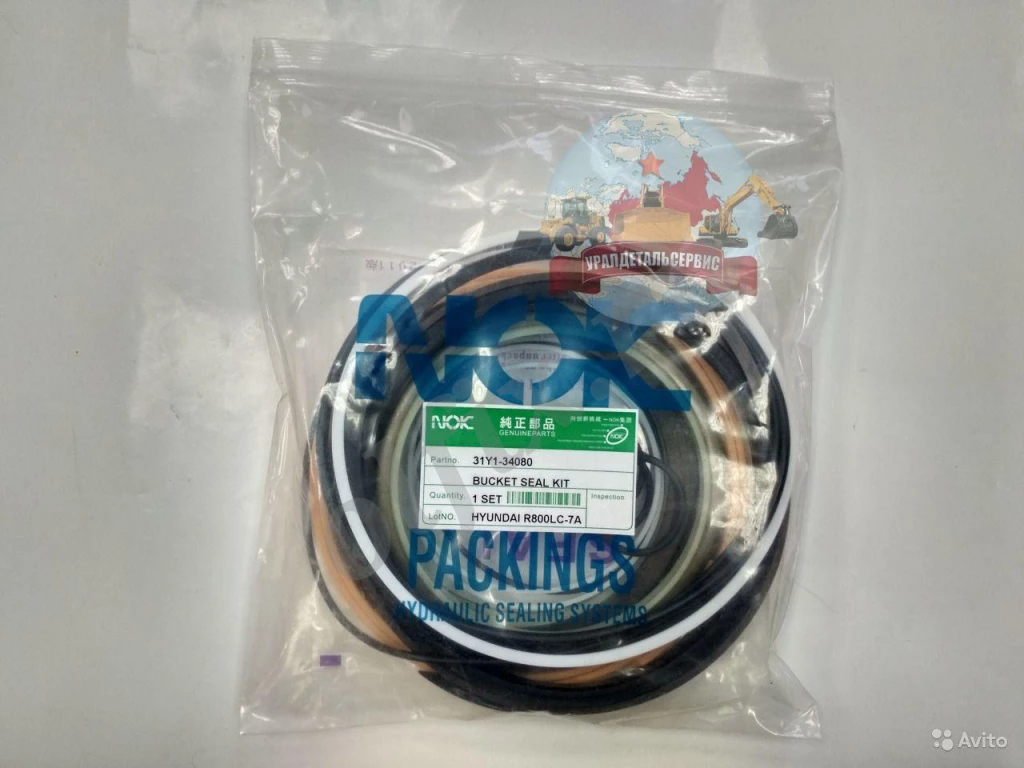 УРАЛДЕТАЛЬСЕРВИС
NOK
NOK 純正部品
GENUINEPARTS
NOK
Partno. 31Y1-34080
BUCKET SEAL KIT
Quantity. 1 SET Inspection
LotNO. HYUNDAI R800LC-7A
PACKINGS
HYDRAULIC SEALING SYSTEMS
Avito